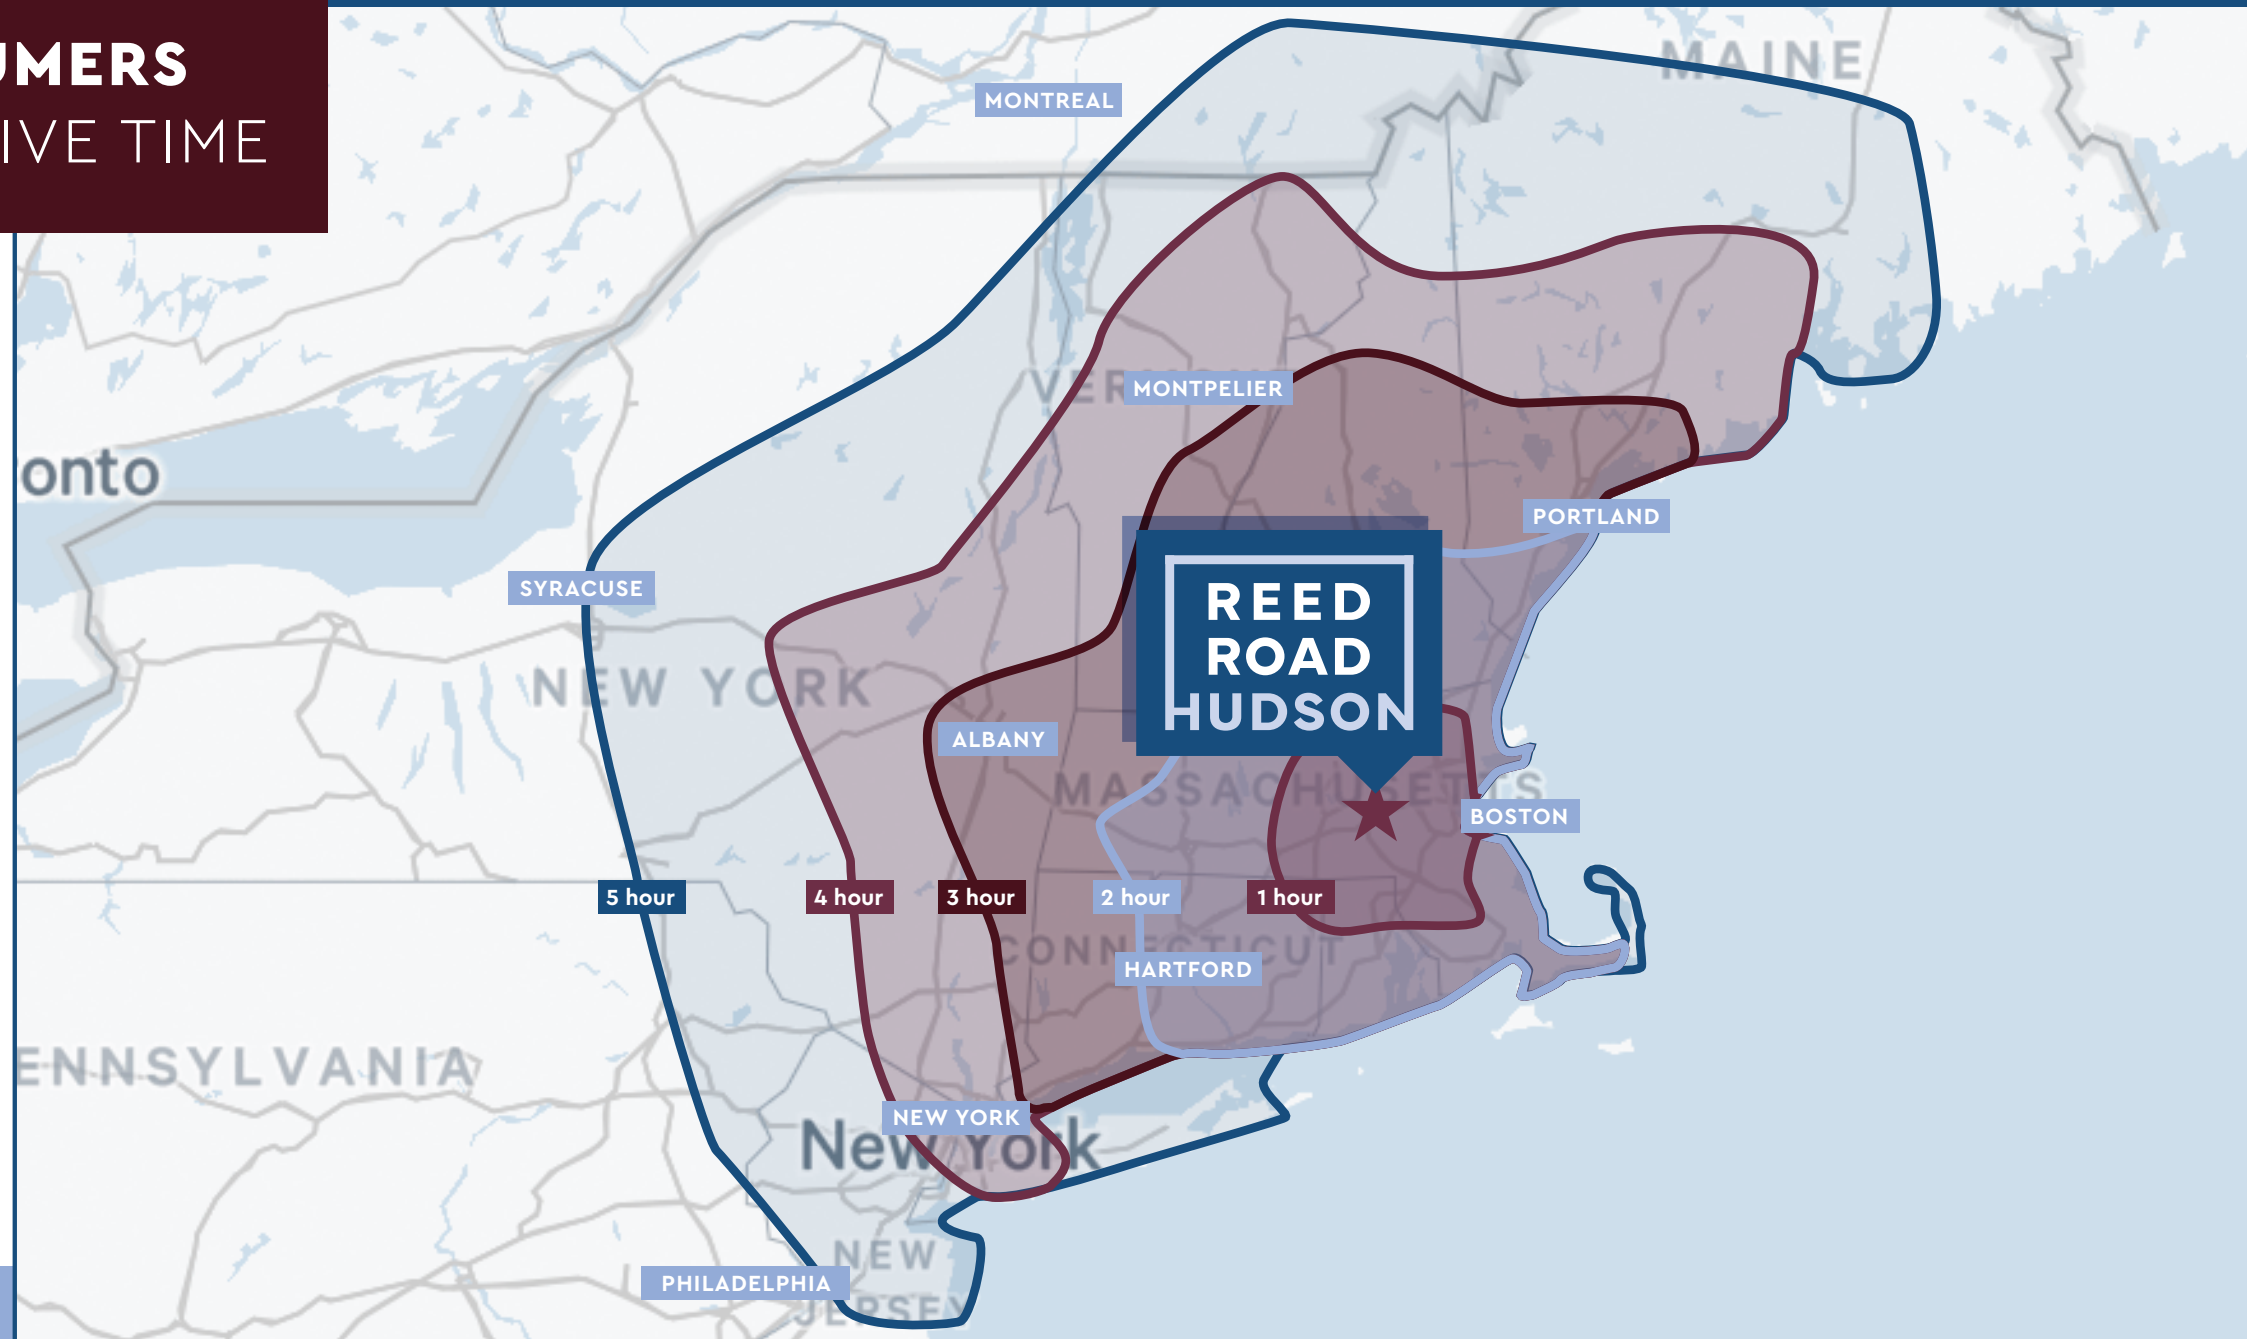 UMERS
IVE TIME
MAINE
MONTREAL
VER
MONTPELIER
onto
PORTLAND
SYRACUSE
REED
ROAD
HUDSON
NEW YORK
ALBANY
MASSACHUSETTS
BOSTON
5 hour
4 hour
3 hour
2 hour
1 hour
CONNECTICUT
HARTFORD
ENNSYLVANIA
NEW YORK
New York
NEW
JERSEY
PHILADELPHIA